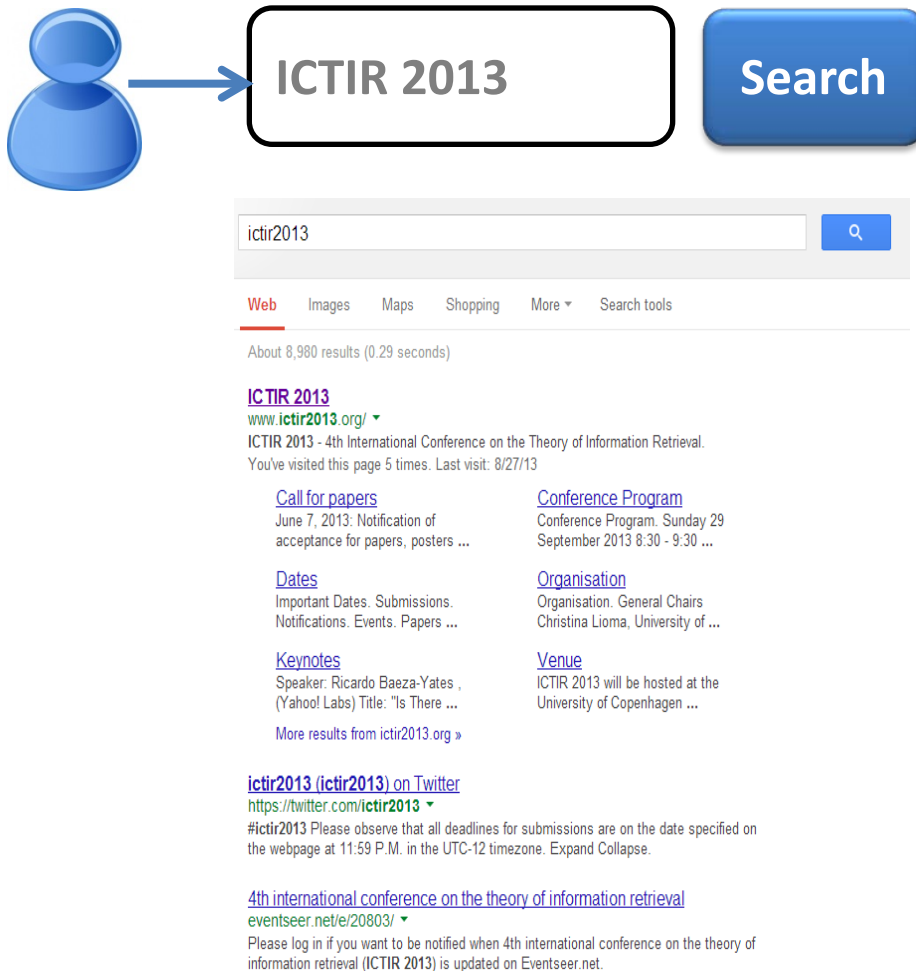 ICTIR 2013
Search
ictir2013
Web Images Maps Shopping More Search tools
About 8,980 results (0.29 seconds)
ICTIR 2013
www.ictir2013.org/
ICTIR 2013 - 4th International Conference on the Theory of Information Retrieval.
You've visited this page 5 times. Last visit: 8/27/13
Call for papers
June 7, 2013: Notification of
acceptance for papers, posters ...
Conference Program
Conference Program. Sunday 29
September 2013 8:30 - 9:30 ...
Dates
Important Dates. Submissions.
Notifications. Events. Papers ...
Organisation
Organisation. General Chairs
Christina Lioma, University of ...
Keynotes
Speaker: Ricardo Baeza-Yates ,
(Yahoo! Labs) Title: "Is There ...
Venue
ICTIR 2013 will be hosted at the
University of Copenhagen ...
More results from ictir2013.org »
ictir2013 (ictir2013) on Twitter
https://twitter.com/ictir2013
#ictir2013 Please observe that all deadlines for submissions are on the date specified on
the webpage at 11:59 P.M. in the UTC-12 timezone. Expand Collapse.
4th international conference on the theory of information retrieval
eventseer.net/e/20803/
Please log in if you want to be notified when 4th international conference on the theory of
information retrieval (ICTIR 2013) is updated on Eventseer.net.